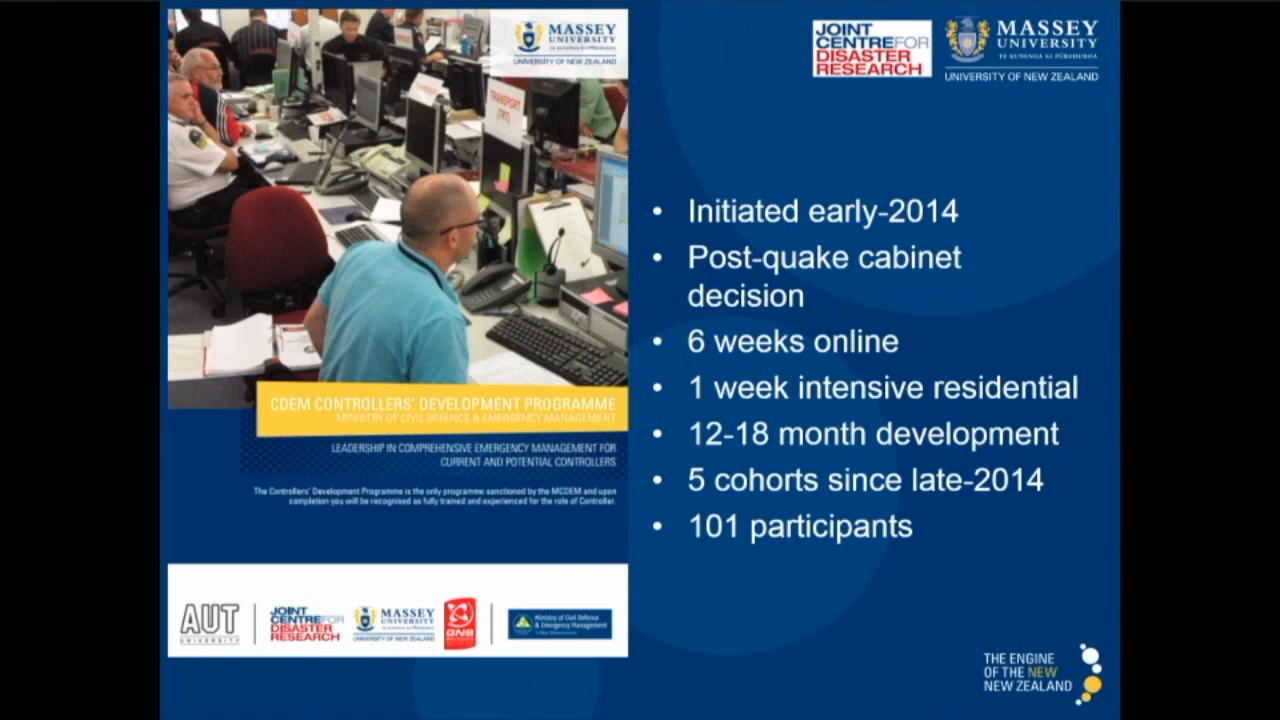 MASSEY
UNIVERSITY
UNIVERSITY OF NEW ZEALAND
TRANSPORT
(TRT)
CDEM CONTROLLERS' DEVELOPMENT PROGRAMME
MINISTRY OF CIVIL DEFENCE & EMERGENCY MANAGEMENT
LEADERSHIP IN COMPREHENSIVE EMERGENCY MANAGEMENT FOR
CURRENT AND POTENTIAL CONTROLLERS
The Controllers' Development Programme is the only programme sanctioned by the MCDEM and upon
completion you will be recognised as fully trained and experienced for the role of Controller.
AUT
UNIVERSITY
JOINT
CENTRE FOR
DISASTER
RESEARCH
MASSEY
UNIVERSITY
UNIVERSITY OF NEW ZEALAND
GNS
Ministry of Civil Defence
& Emergency Management
JOINT
CENTRE FOR
DISASTER
RESEARCH
MASSEY
UNIVERSITY
TE KUNENGA KI PŪREHUROA
UNIVERSITY OF NEW ZEALAND
• Initiated early-2014
• Post-quake cabinet
decision
• 6 weeks online
• 1 week intensive residential
• 12-18 month development
• 5 cohorts since late-2014
• 101 participants
THE ENGINE
OF THE NEW
NEW ZEALAND